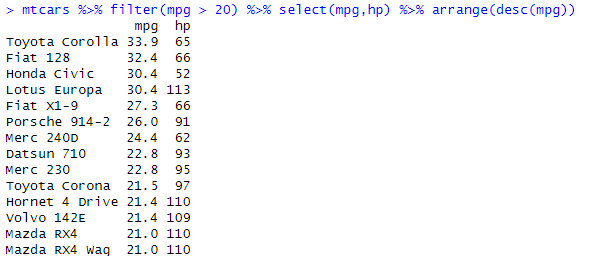 > mtcars %>% filter(mpg > 20) %>% select(mpg,hp) %>% arrange(desc(mpg))
mpg hp
Toyota Corolla 33.9 65
Fiat 128 32.4 66
Honda Civic 30.4 52
Lotus Europa 30.4 113
Fiat X1-9 27.3 66
Porsche 914-2 26.0 91
Merc 240D 24.4 62
Datsun 710 22.8 93
Merc 230 22.8 95
Toyota Corona 21.5 97
Hornet 4 Drive 21.4 110
Volvo 142E 21.4 109
Mazda RX4 21.0 110
Mazda RX4 Wag 21.0 110